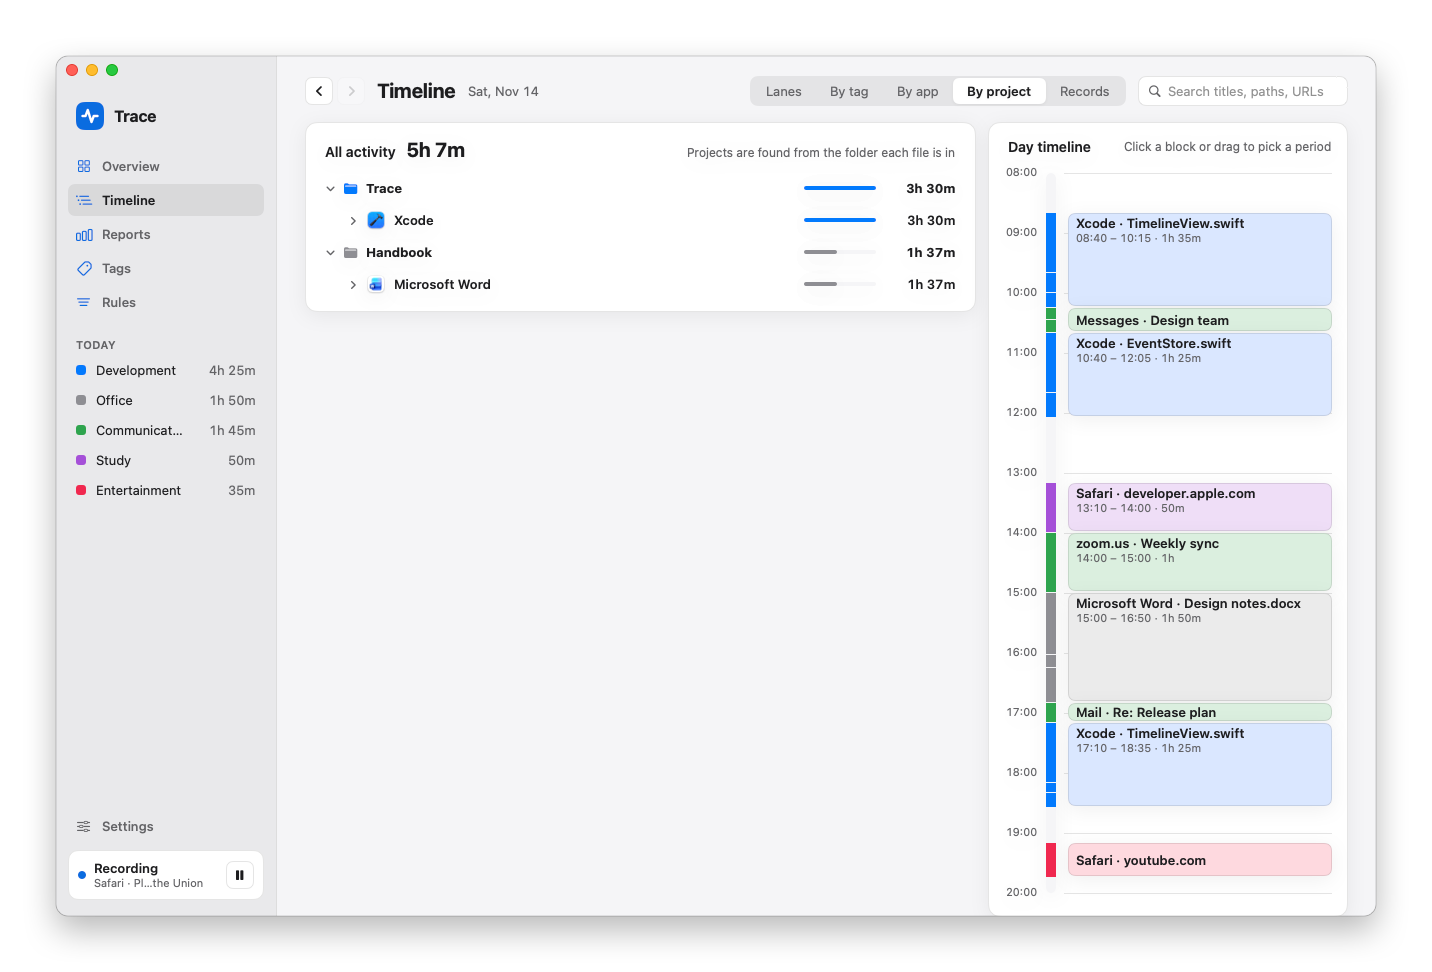 Trace
Overview
Timeline
Reports
Tags
Rules
TODAY
Development 4h 25m
Office 1h 50m
Communicat... 1h 45m
Study 50m
Entertainment 35m
Settings
Recording
Safari · Pl...the Union
Timeline Sat, Nov 14
Lanes By tag By app By project Records
Search titles, paths, URLs
All activity 5h 7m
Projects are found from the folder each file is in
Trace 3h 30m
Xcode 3h 30m
Handbook 1h 37m
Microsoft Word 1h 37m
Day timeline Click a block or drag to pick a period
08:00
Xcode · TimelineView.swift
09:00
08:40 – 10:15 · 1h 35m
10:00
Messages · Design team
Xcode · EventStore.swift
11:00
10:40 – 12:05 · 1h 25m
12:00
13:00
Safari · developer.apple.com
13:10 – 14:00 · 50m
14:00
zoom.us · Weekly sync
14:00 – 15:00 · 1h
15:00
Microsoft Word · Design notes.docx
15:00 – 16:50 · 1h 50m
16:00
17:00
Mail · Re: Release plan
Xcode · TimelineView.swift
17:10 – 18:35 · 1h 25m
18:00
19:00
Safari · youtube.com
20:00